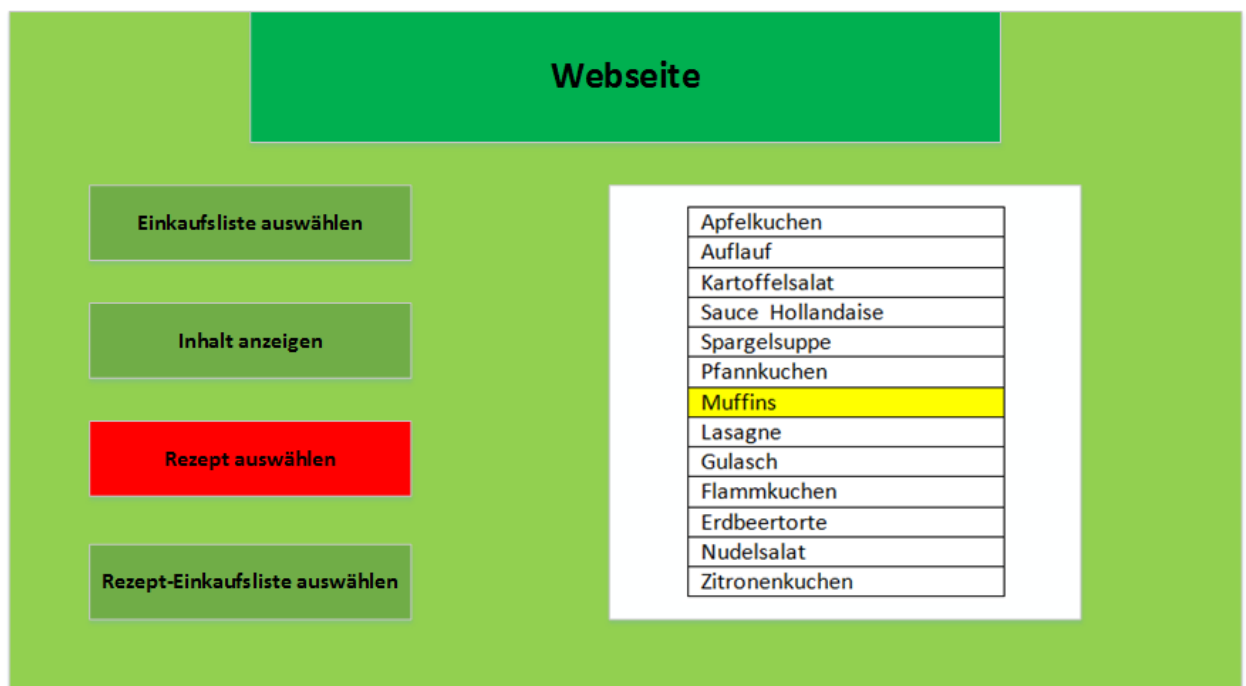 Webseite
Einkaufsliste auswählen
Inhalt anzeigen
Rezept auswählen
Rezept-Einkaufsliste auswählen
Apfelkuchen
Auflauf
Kartoffelsalat
Sauce Hollandaise
Spargelsuppe
Pfannkuchen
Muffins
Lasagne
Gulasch
Flammkuchen
Erdbeertorte
Nudelsalat
Zitronenkuchen